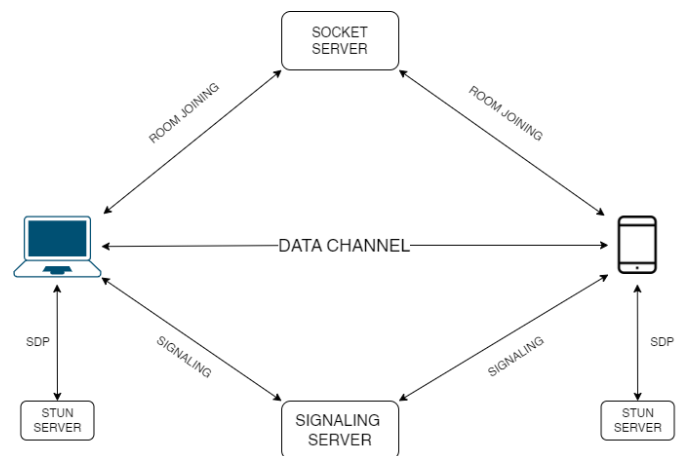 SOCKET
SERVER
ROOM JOINING
ROOM JOINING
DATA CHANNEL
SDP
SIGNALING
SIGNALING
SDP
STUN
SERVER
SIGNALING
SERVER
STUN
SERVER